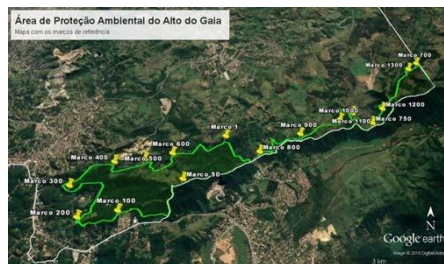 Área de Proteção Ambiental do Alto do Gaia
Mapa com os marcos de referência
Marco 700
Marco 1300
Marco 1200
Marco 1000
Marco 750
Marco 1100
Marco 900
Marco 1
Marco 800
Marco 600
Marco 500
Marco 400
Marco 50
Marco 300
Marco 100
Marco 200
N
Google earth
3 km